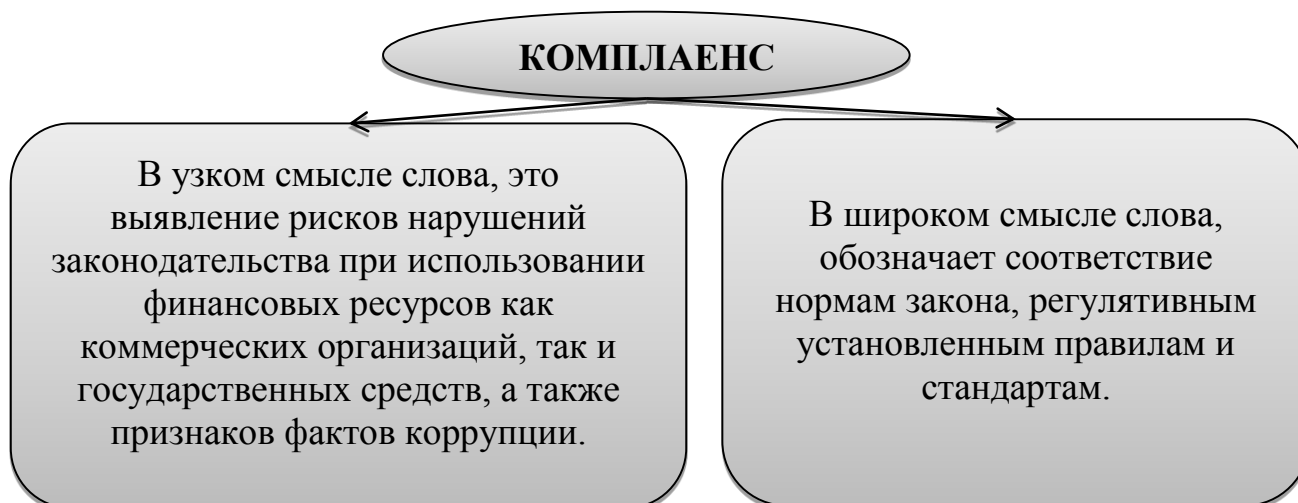 КОМПЛАЕНС
В узком смысле слова, это
выявление рисков нарушений
законодательства при использовании
финансовых ресурсов как
коммерческих организаций, так и
государственных средств, а также
признаков фактов коррупции.
В широком смысле слова,
обозначает соответствие
нормам закона, регулятивным
установленным правилам и
стандартам.